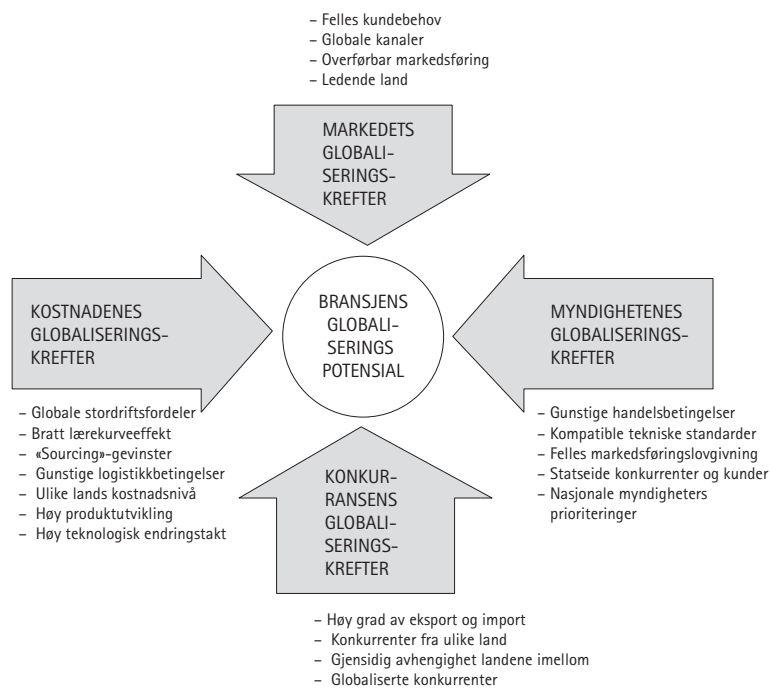 – Felles kundebehov
– Globale kanaler
– Overførbar markedsføring
– Ledende land
MARKEDETS
GLOBALI-
SERINGS-
KREFTER
KOSTNADENES
GLOBALISERINGS-
KREFTER
BRANSJENS
GLOBALI-
SERINGS
POTENSIAL
MYNDIGHETENES
GLOBALISERINGS-
KREFTER
– Globale stordriftsfordeler
– Bratt lærekurveeffekt
– «Sourcing»-gevinster
– Gunstige logistikkbetingelser
– Ulike lands kostnadsnivå
– Høy produktutvikling
– Høy teknologisk endringstakt
KONKUR-
RANSENS
GLOBALI-
SERINGS-
KREFTER
– Gunstige handelsbetingelser
– Kompatible tekniske standarder
– Felles markedsføringslovgivning
– Statseide konkurrenter og kunder
– Nasjonale myndigheters
prioriteringer
– Høy grad av eksport og import
– Konkurrenter fra ulike land
– Gjensidig avhengighet landene imellom
– Globaliserte konkurrenter